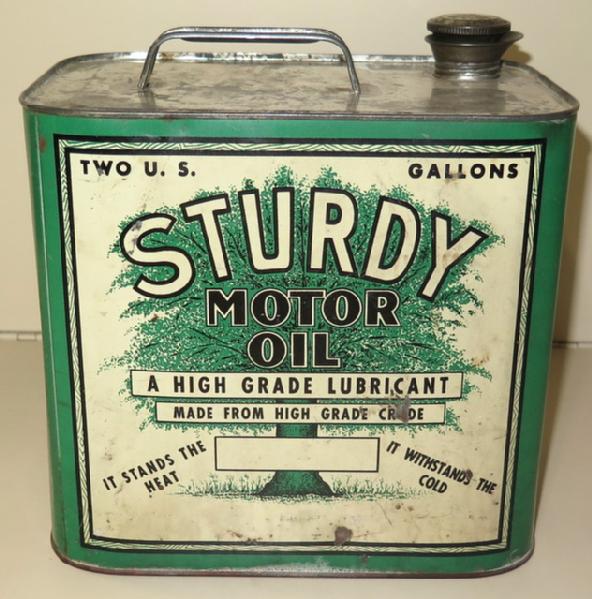 TWO U. S. GALLONS
STURDY
MOTOR
OIL
A HIGH GRADE LUBRICANT
MADE FROM HIGH GRADE CRUDE
IT STANDS THE
HEAT
IT WITHSTANDS THE
COLD